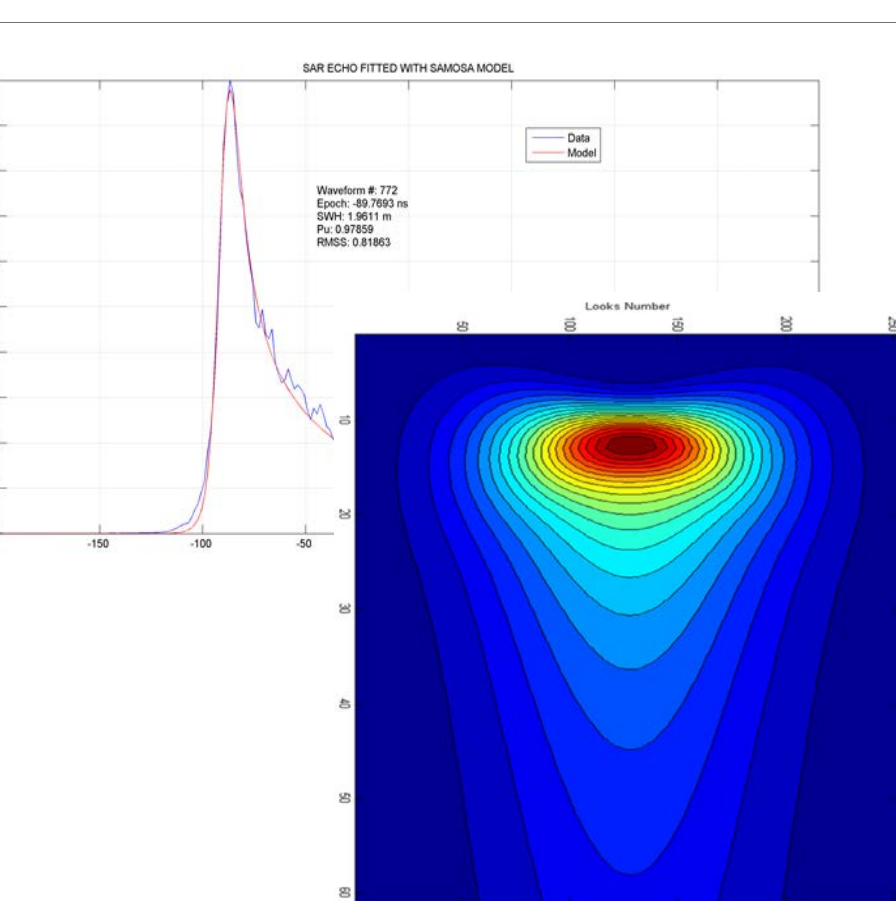 SAR ECHO FITTED WITH SAMOSA MODEL
Data
Model
Waveform #: 772
Epoch: -89.7693 ns
SWH: 1.9611 m
Pu: 0.97859
RMSS: 0.81863
-150
-100
-50
Looks Number
50
100
150
200
250
10
20
30
40
50
60